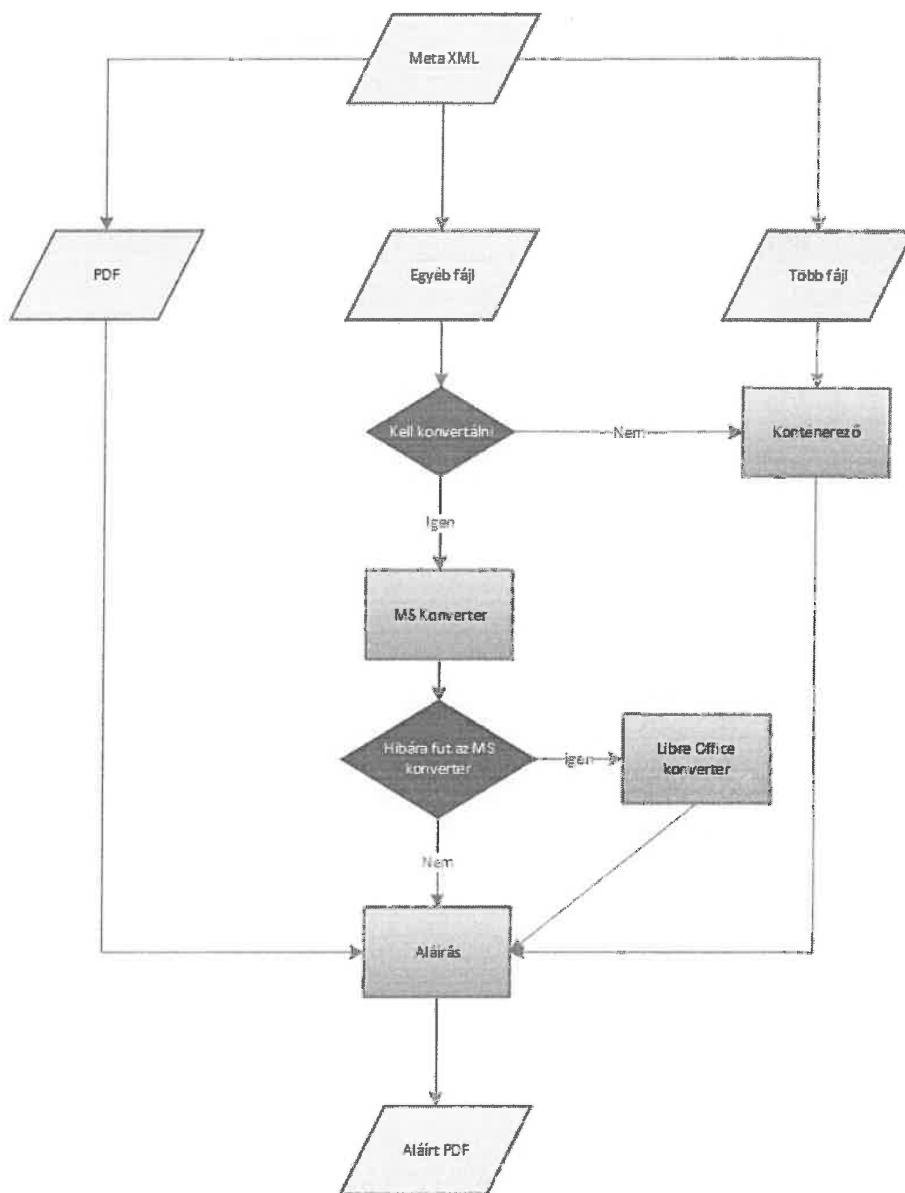 Meta XML
PDF
Egyéb fájl
Több fájl
Kell konvertálni
Nem
Konténerező
Igen
MS Konverter
Hibára fut az MS
konverter
Igen
Libre Office
konverter
Nem
Aláírás
Aláírt PDF